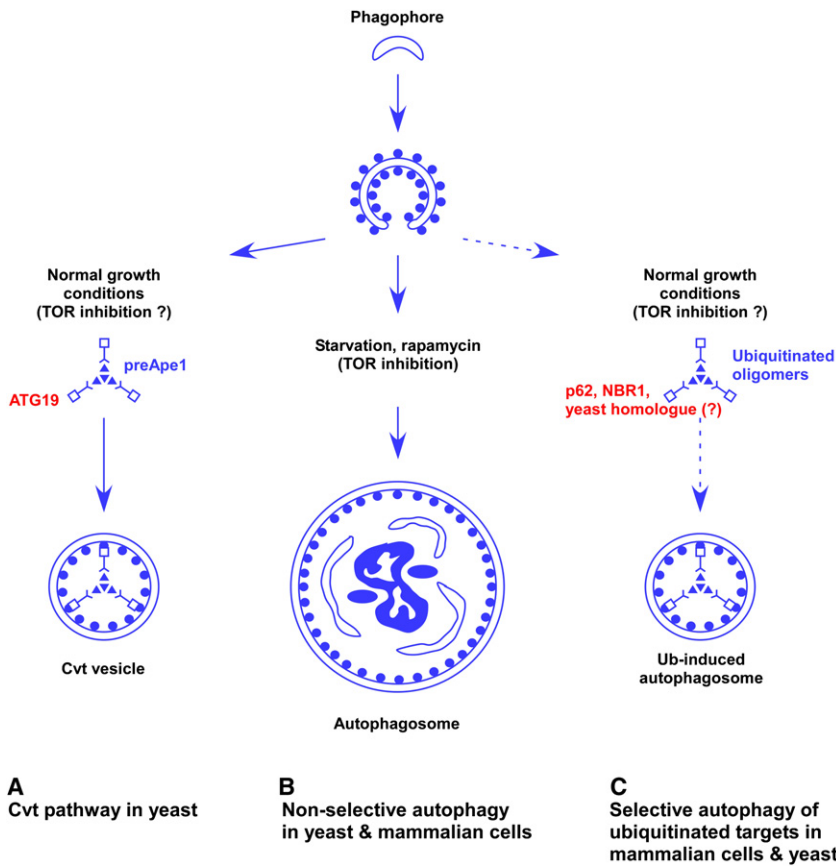 Phagophore
Normal growth
conditions
(TOR inhibition ?)
preApe1
ATG19
Cvt vesicle
Starvation, rapamycin
(TOR inhibition)
Autophagosome
Normal growth
conditions
(TOR inhibition ?)
Ubiquitinated
oligomers
p62, NBR1,
yeast homologue (?)
Ub-induced
autophagosome
A
Cvt pathway in yeast
B
Non-selective autophagy
in yeast & mammalian cells
C
Selective autophagy of
ubiquitinated targets in
mammalian cells & yeast